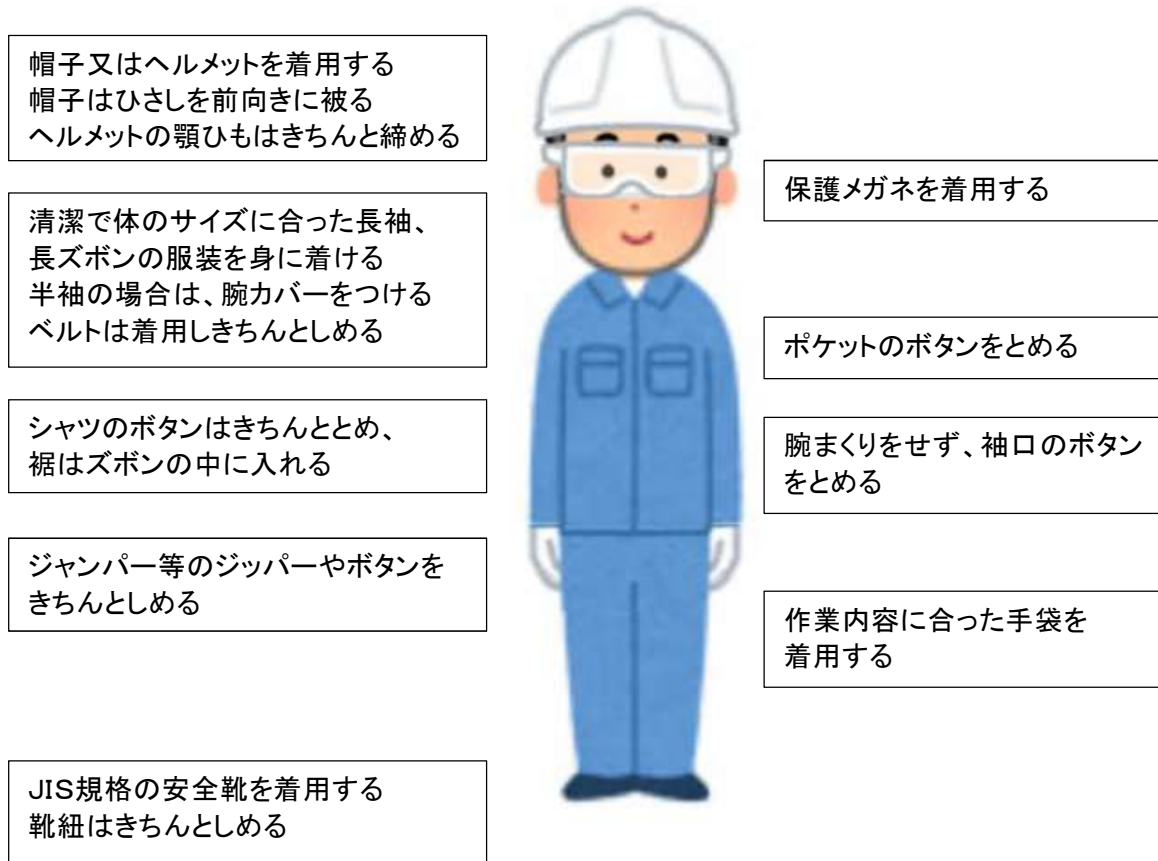 帽子又はヘルメットを着用する
帽子はひさしを前向きに被る
ヘルメットの顎ひもはきちんと締める
清潔で体のサイズに合った長袖、
長ズボンの服装を身に着ける
半袖の場合は、腕カバーをつける
ベルトは着用しきちんとしめる
シャツのボタンはきちんととめ、
裾はズボンの中に入れる
ジャンパー等のジッパーやボタンを
きちんとしめる
JIS規格の安全靴を着用する
靴紐はきちんとしめる
保護メガネを着用する
ポケットのボタンをとめる
腕まくりをせず、袖口のボタン
をとめる
作業内容に合った手袋を
着用する